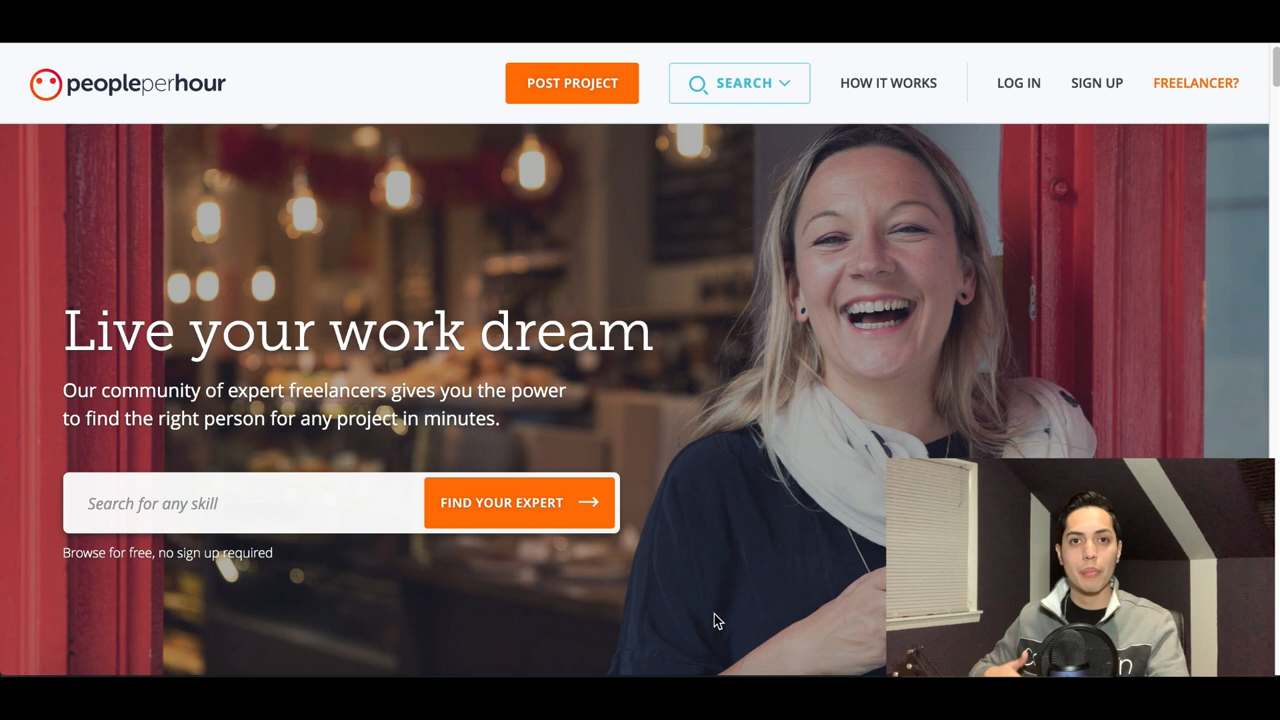 peopleperhour
POST PROJECT
SEARCH
HOW IT WORKS
LOG IN
SIGN UP
FREELANCER?
Live your work dream
Our community of expert freelancers gives you the power
to find the right person for any project in minutes.
Search for any skill
FIND YOUR EXPERT
Browse for free, no sign up required